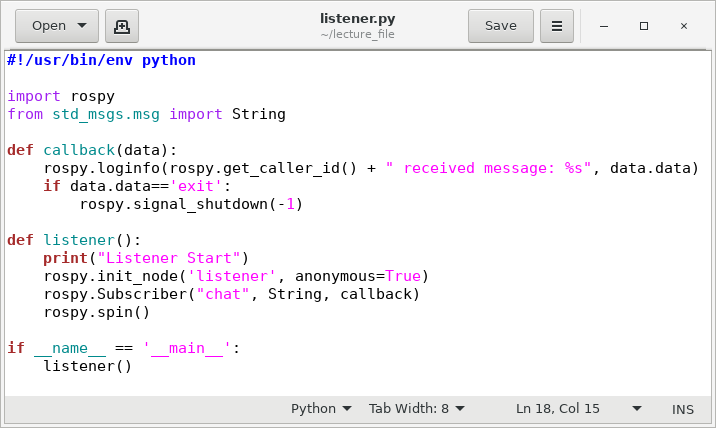 Open
listener.py
~/lecture_file
Save
#!/usr/bin/env python
import rospy
from std_msgs.msg import String
def callback(data):
    rospy.loginfo(rospy.get_caller_id() + " received message: %s", data.data)
    if data.data=='exit':
        rospy.signal_shutdown(-1)
def listener():
    print("Listener Start")
    rospy.init_node('listener', anonymous=True)
    rospy.Subscriber("chat", String, callback)
    rospy.spin()
if __name__ == '__main__':
    listener()
Python Tab Width: 8 Ln 18, Col 15 INS